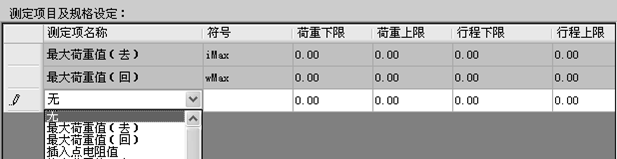 测定项目及规格设定：
测定项名称 符号 荷重下限 荷重上限 行程下限 行程上限
最大荷重值（去） iMax 0.00 0.00 0.00 0.00
最大荷重值（回） wMax 0.00 0.00 0.00 0.00
无 0.00 0.00 0.00 0.00
无
最大荷重值（去）
最大荷重值（回）
插入点电阻值